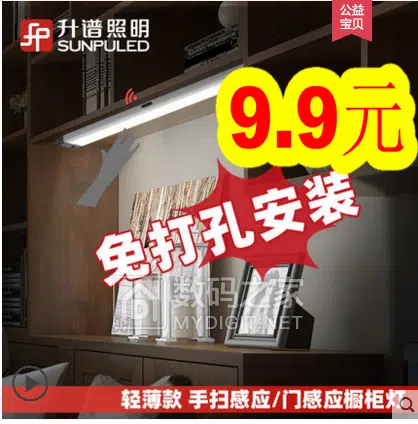 升谱照明
SUNPULED
公益
宝贝
9.9元
免打孔安装
数码之家
MYDIGIT.NET
轻薄款 手扫感应/门感应橱柜灯